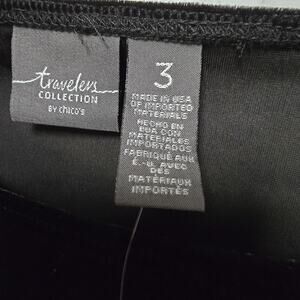 travelers
COLLECTION
BY chico's
3
MADE IN USA
OF IMPORTED
MATERIALS
HECHO EN
EUA CON
MATERIALES
IMPORTADOS
FABRIQUÉ AUX
É.-U. AVEC
DES
MATÉRIAUX
IMPORTÉS